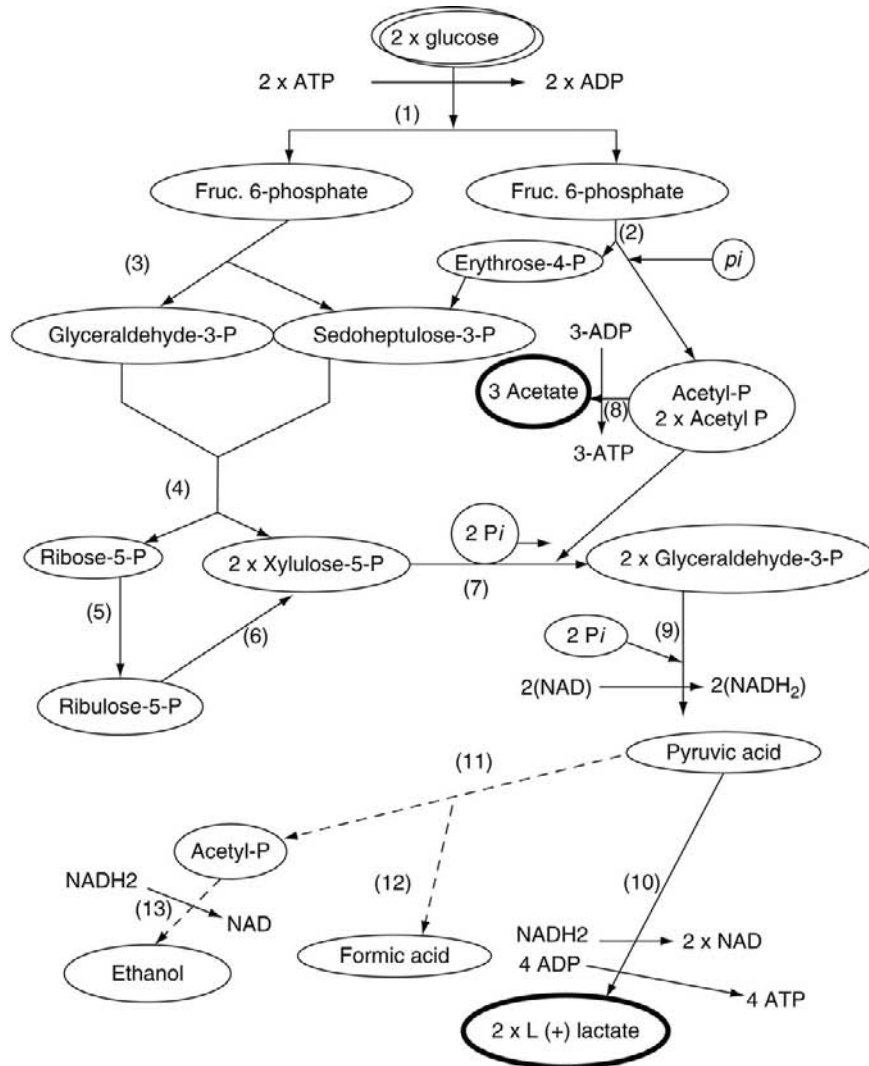 2 x glucose
2 x ATP
2 x ADP
(1)
Fruc. 6-phosphate
Fruc. 6-phosphate
(2)
(3)
Erythrose-4-P
pi
Glyceraldehyde-3-P
Sedoheptulose-3-P
3-ADP
3 Acetate
(8)
Acetyl-P
2 x Acetyl P
3-ATP
(4)
2 Pi
Ribose-5-P
2 x Xylulose-5-P
2 x Glyceraldehyde-3-P
(7)
(5)
(6)
2 Pi
(9)
2(NAD)
2(NADH₂)
Ribulose-5-P
Pyruvic acid
(11)
Acetyl-P
NADH2
(12)
(10)
(13)
NAD
NADH2
2 x NAD
Formic acid
4 ADP
Ethanol
4 ATP
2 x L (+) lactate